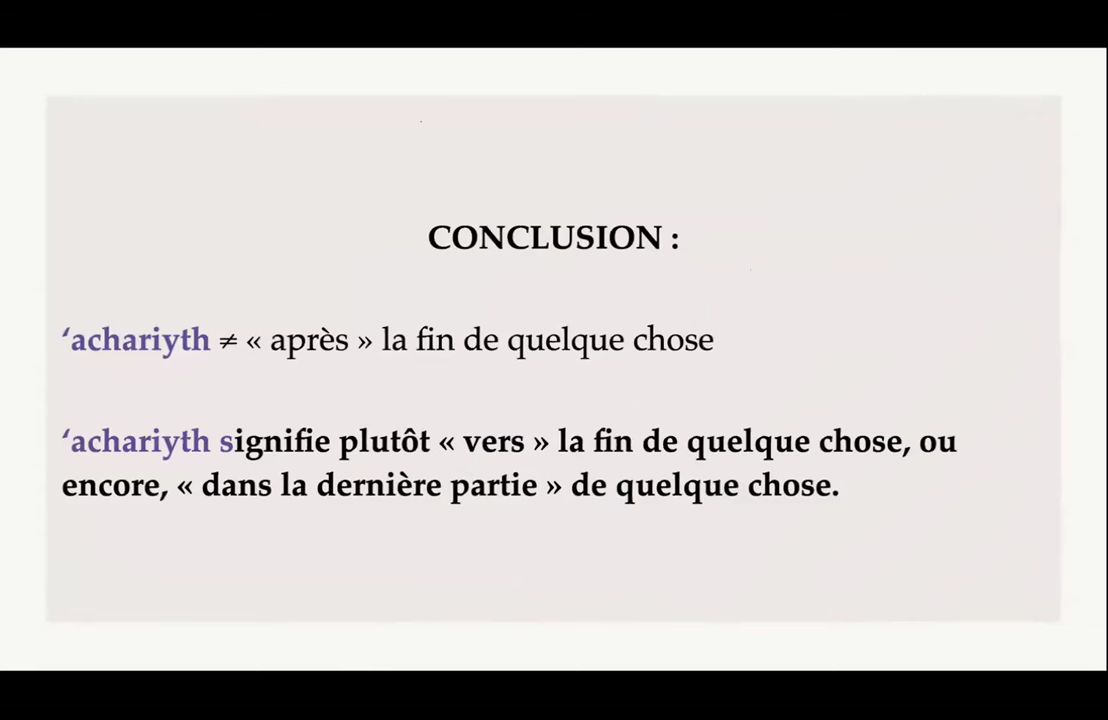 CONCLUSION :
‘achariyth ≠ « après » la fin de quelque chose
‘achariyth signifie plutôt « vers » la fin de quelque chose, ou
encore, « dans la dernière partie » de quelque chose.